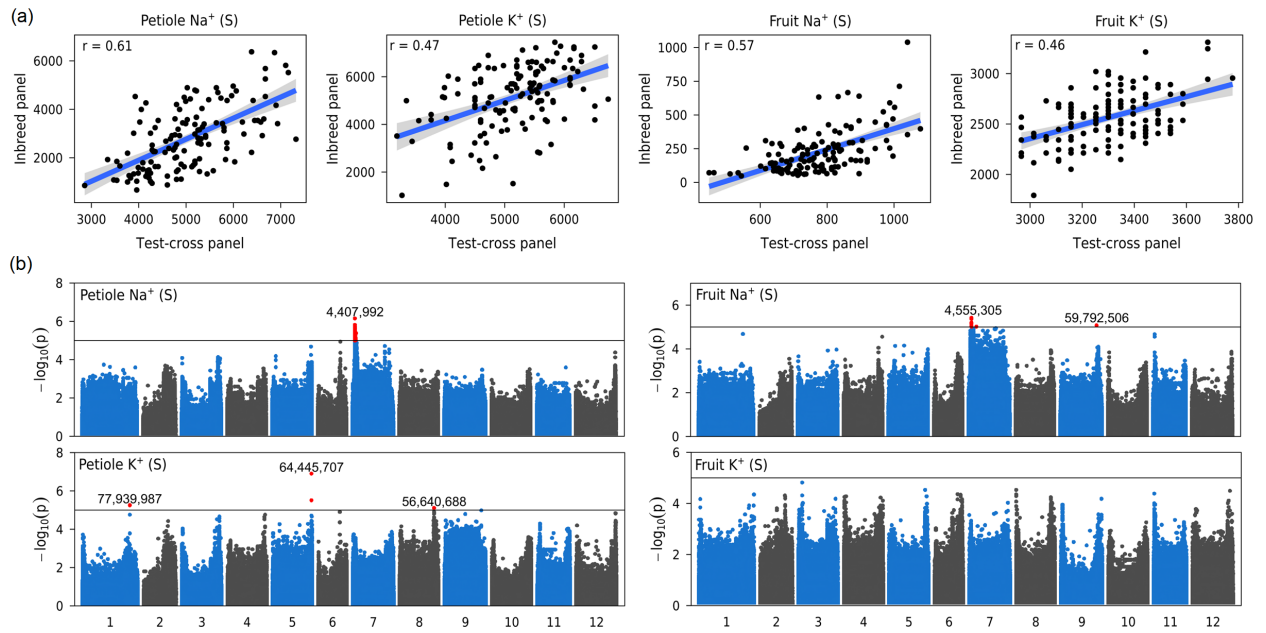 (a)
Petiole Na⁺ (S)
r = 0.61
6000
4000
2000
3000 4000 5000 6000 7000
Inbreed panel
Test-cross panel
Petiole K⁺ (S)
r = 0.47
6000
4000
2000
4000 5000 6000
Inbreed panel
Test-cross panel
Fruit Na⁺ (S)
r = 0.57
1000
750
500
250
0
600 800 1000
Inbreed panel
Test-cross panel
Fruit K⁺ (S)
r = 0.46
3000
2500
2000
3000 3200 3400 3600 3800
Inbreed panel
Test-cross panel
(b)
Petiole Na⁺ (S)
4,407,992
8
6
4
2
0
−log₁₀(p)
Fruit Na⁺ (S)
4,555,305
59,792,506
6
4
2
0
−log₁₀(p)
Petiole K⁺ (S)
77,939,987
64,445,707
56,640,688
8
6
4
2
0
−log₁₀(p)
1 2 3 4 5 6 7 8 9 10 11 12
Fruit K⁺ (S)
6
4
2
0
−log₁₀(p)
1 2 3 4 5 6 7 8 9 10 11 12